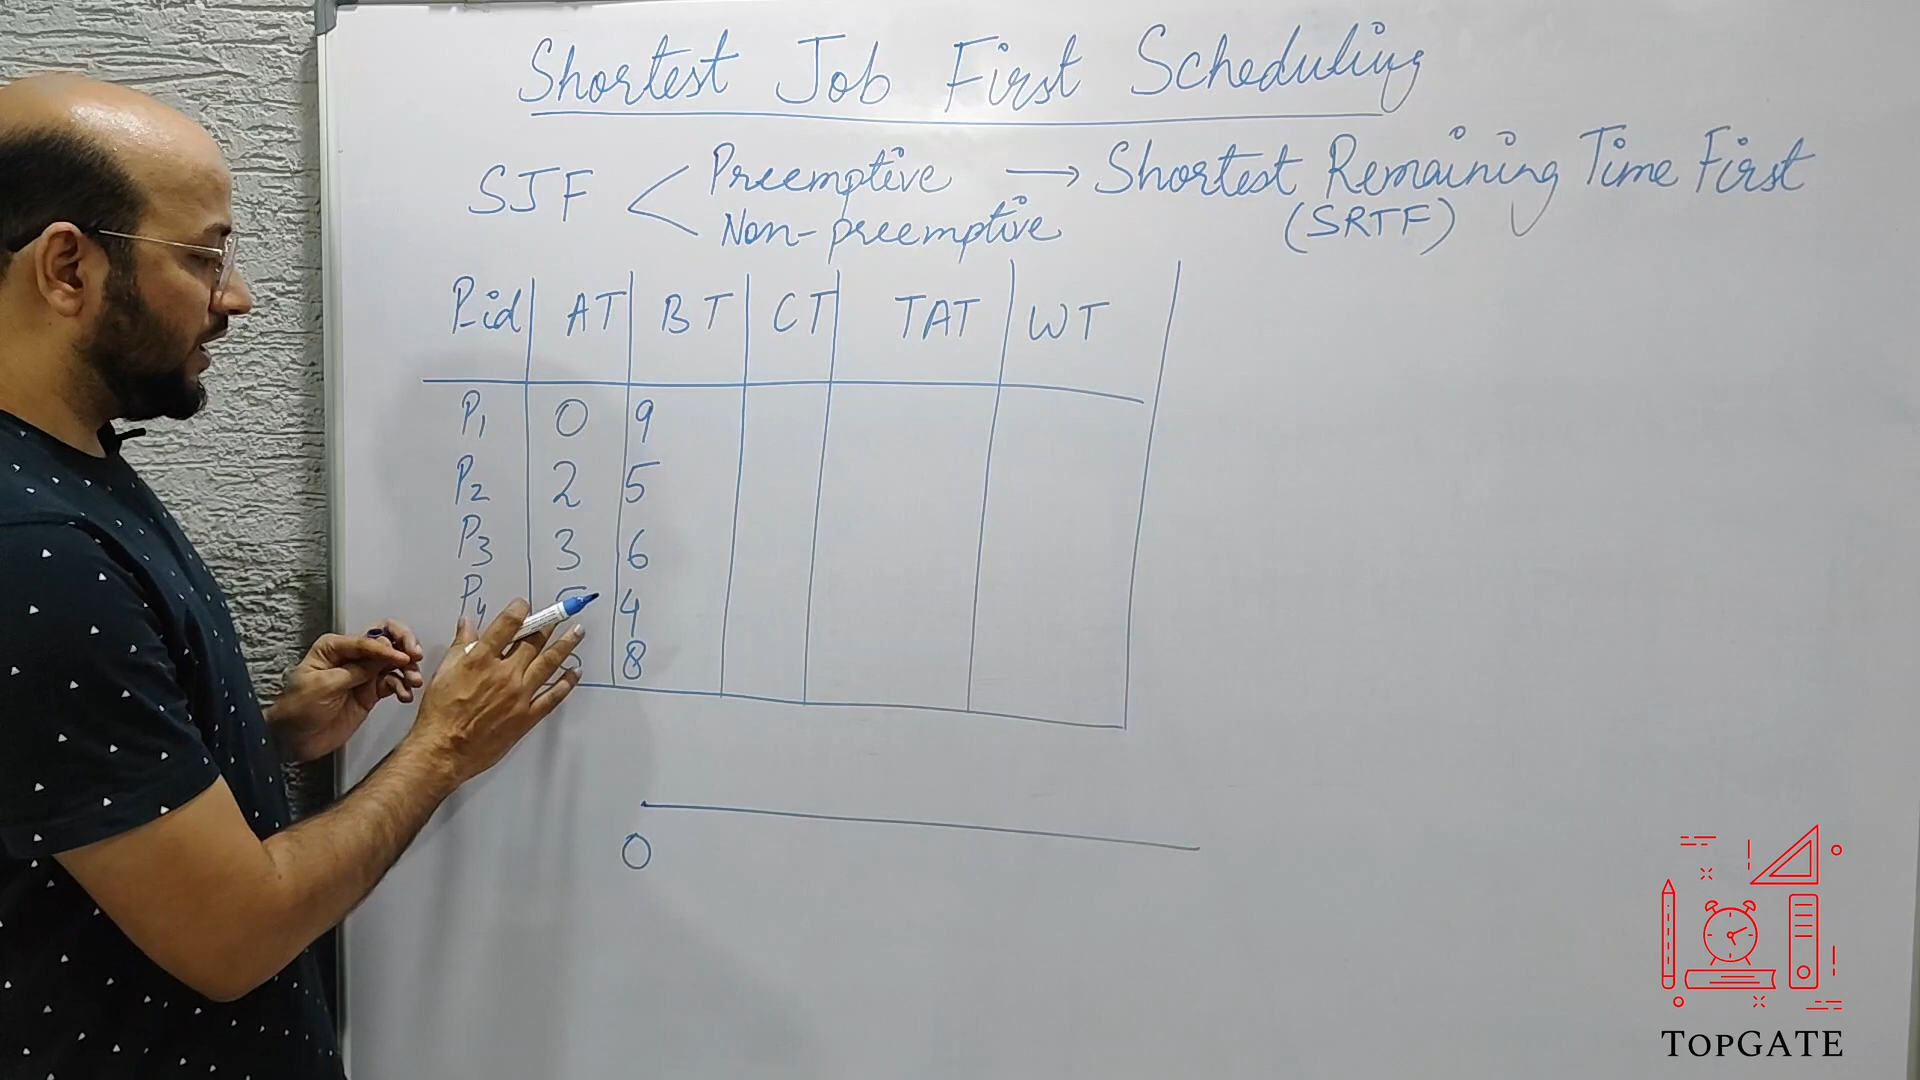 Shortest Job First Scheduling
SJF < Preemptive → Shortest Remaining Time First
Non-preemptive (SRTF)
P-id AT BT CT TAT WT
P1 0 9
P2 2 5
P3 3 6
P4 4
8
0
TOPGATE